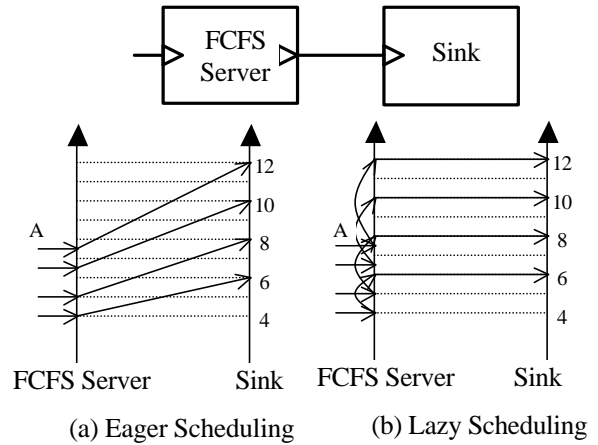 FCFS
Server
Sink
12
10
8
6
4
A
FCFS Server
Sink
(a) Eager Scheduling
12
10
8
6
4
A
FCFS Server
Sink
(b) Lazy Scheduling